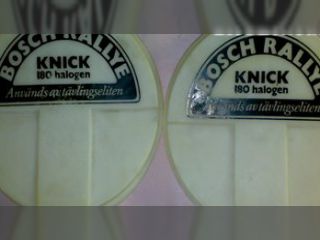 BOSCH RALLYE
KNICK
180 halogen
Används av tävlingseliten
BOSCH RALLYE
KNICK
180 halogen
Används av tävlingseliten